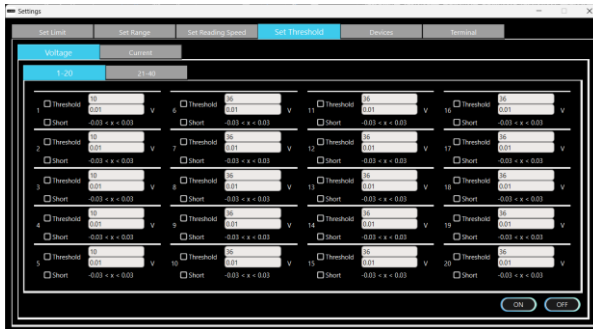 Settings
Set Limit Set Range Set Reading Speed Set Threshold Devices Terminal
Voltage Current
1-20 21-40
10 36 36 36
1 Threshold 0.01 V 6 Threshold 0.01 V 11 Threshold 0.01 V 16 Threshold 0.01 V
Short -0.03 < x < 0.03 Short -0.03 < x < 0.03 Short -0.03 < x < 0.03 Short -0.03 < x < 0.03
10 36 36 36
2 Threshold 0.01 V 7 Threshold 0.01 V 12 Threshold 0.01 V 17 Threshold 0.01 V
Short -0.03 < x < 0.03 Short -0.03 < x < 0.03 Short -0.03 < x < 0.03 Short -0.03 < x < 0.03
10 36 36 36
3 Threshold 0.01 V 8 Threshold 0.01 V 13 Threshold 0.01 V 18 Threshold 0.01 V
Short -0.03 < x < 0.03 Short -0.03 < x < 0.03 Short -0.03 < x < 0.03 Short -0.03 < x < 0.03
10 36 36 36
4 Threshold 0.01 V 9 Threshold 0.01 V 14 Threshold 0.01 V 19 Threshold 0.01 V
Short -0.03 < x < 0.03 Short -0.03 < x < 0.03 Short -0.03 < x < 0.03 Short -0.03 < x < 0.03
10 36 36 36
5 Threshold 0.01 V 10 Threshold 0.01 V 15 Threshold 0.01 V 20 Threshold 0.01 V
Short -0.03 < x < 0.03 Short -0.03 < x < 0.03 Short -0.03 < x < 0.03 Short -0.03 < x < 0.03
ON OFF